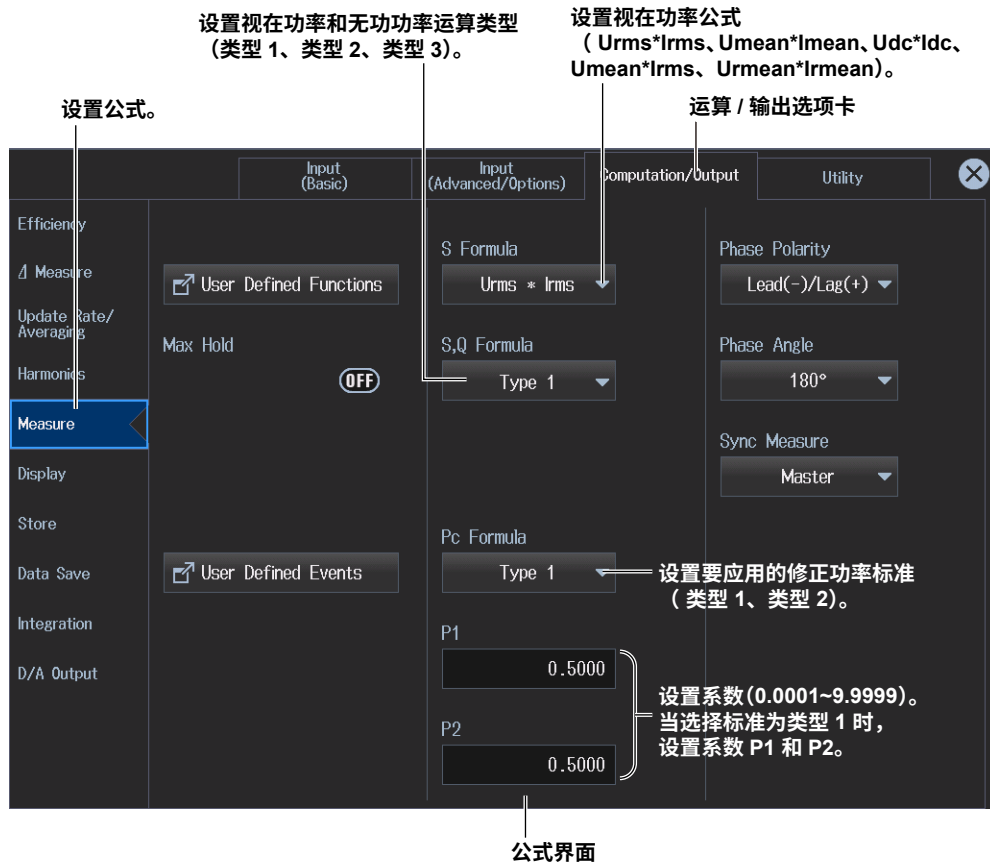 设置视在功率和无功功率运算类型
（类型 1、类型 2、类型 3）。
设置视在功率公式
（ Urms*Irms、Umean*Imean、Udc*Idc、
Umean*Irms、Urmean*Irmean）。
设置公式。
运算 / 输出选项卡
Input
(Basic)
Input
(Advanced/Options)
Computation/Output
Utility
Efficiency
Δ Measure
Update Rate/
Averaging
Harmonics
Measure
Display
Store
Data Save
Integration
D/A Output
User Defined Functions
Max Hold
OFF
User Defined Events
S Formula
Urms * Irms
S,Q Formula
Type 1
Pc Formula
Type 1
P1
0.5000
P2
0.5000
Phase Polarity
Lead(-)/Lag(+)
Phase Angle
180°
Sync Measure
Master
设置要应用的修正功率标准
（ 类型 1、类型 2）。
设置系数（0.0001~9.9999）。
当选择标准为类型 1 时，
设置系数 P1 和 P2。
公式界面